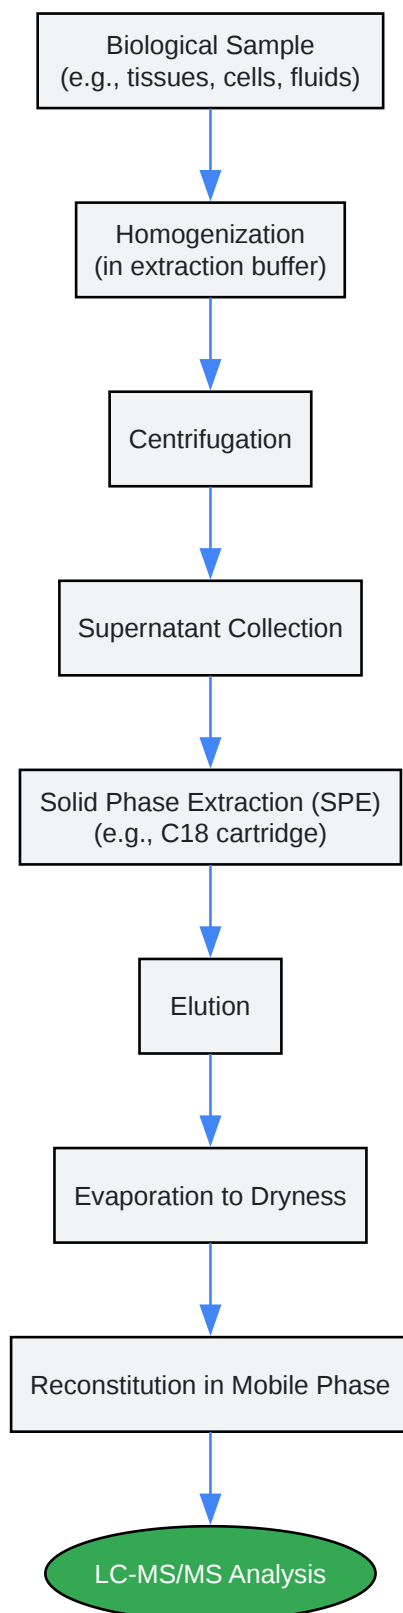 Biological Sample
(e.g., tissues, cells, fluids)
Homogenization
(in extraction buffer)
Centrifugation
Supernatant Collection
Solid Phase Extraction (SPE)
(e.g., C18 cartridge)
Elution
Evaporation to Dryness
Reconstitution in Mobile Phase
LC-MS/MS Analysis